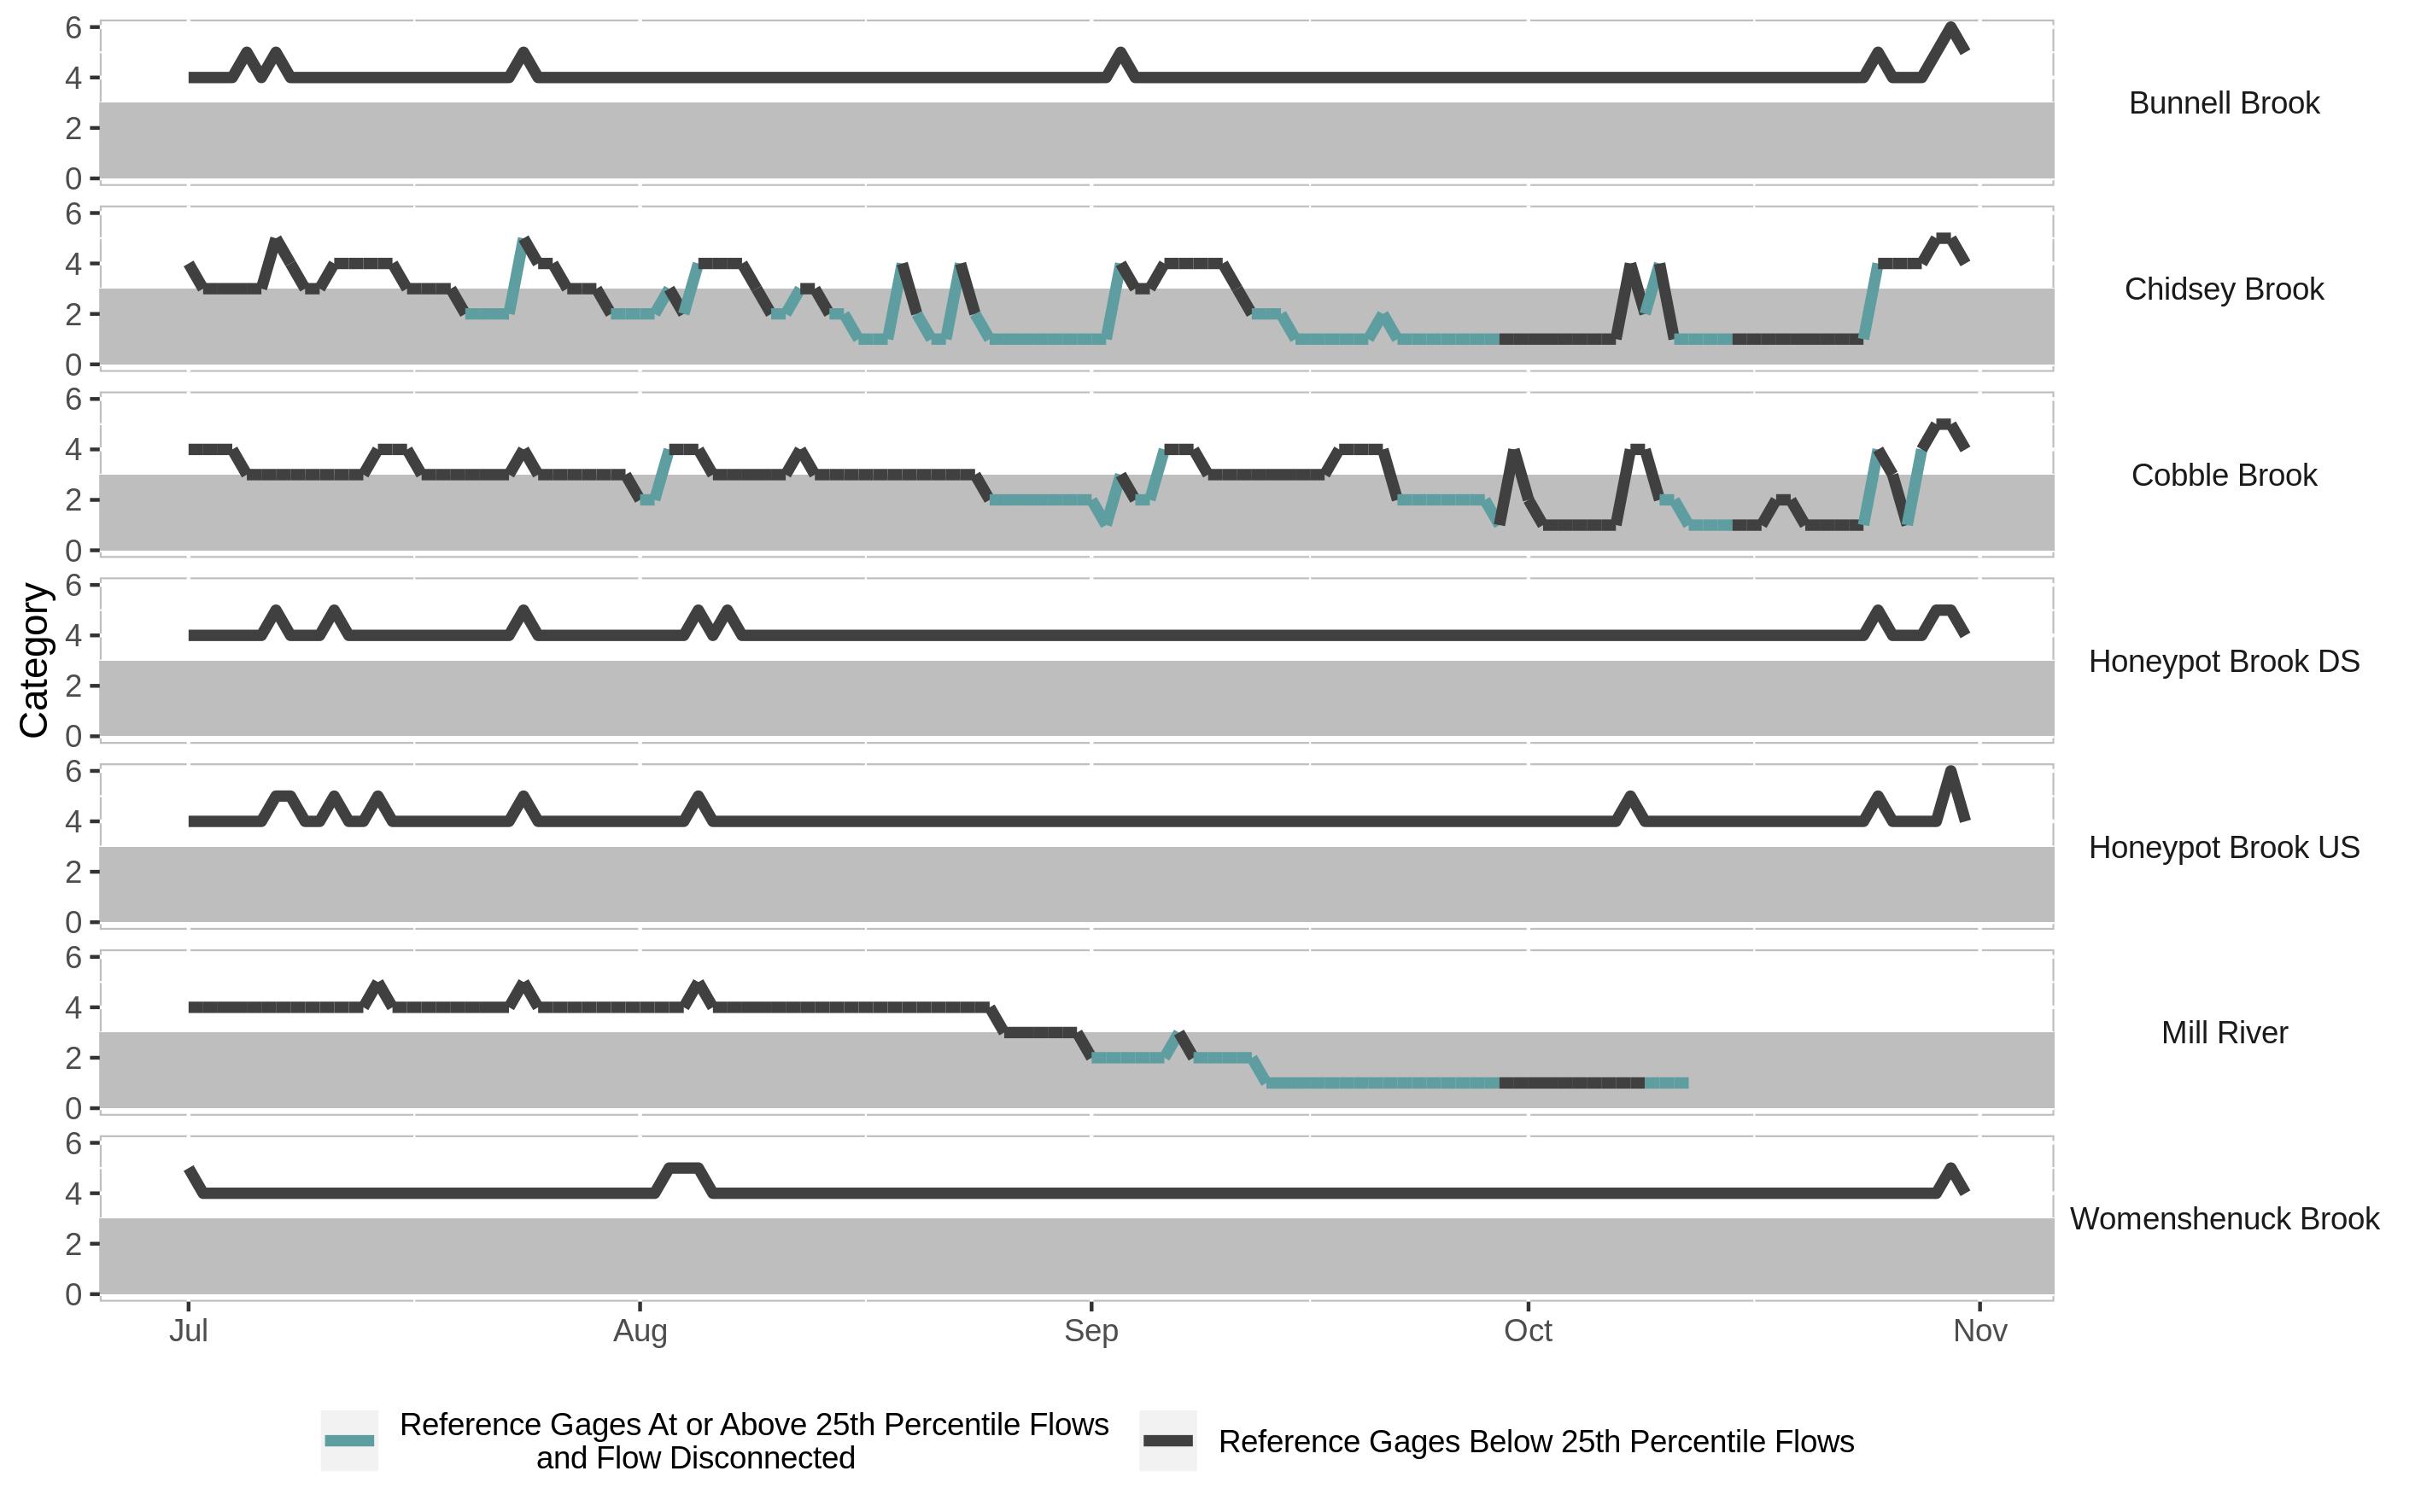 6
4
2
0
Bunnell Brook
6
4
2
0
Chidsey Brook
6
4
2
0
Cobble Brook
Category
6
4
2
0
Honeypot Brook DS
6
4
2
0
Honeypot Brook US
6
4
2
0
Mill River
6
4
2
0
Womenshenuck Brook
Jul Aug Sep Oct Nov
Reference Gages At or Above 25th Percentile Flows
and Flow Disconnected
Reference Gages Below 25th Percentile Flows